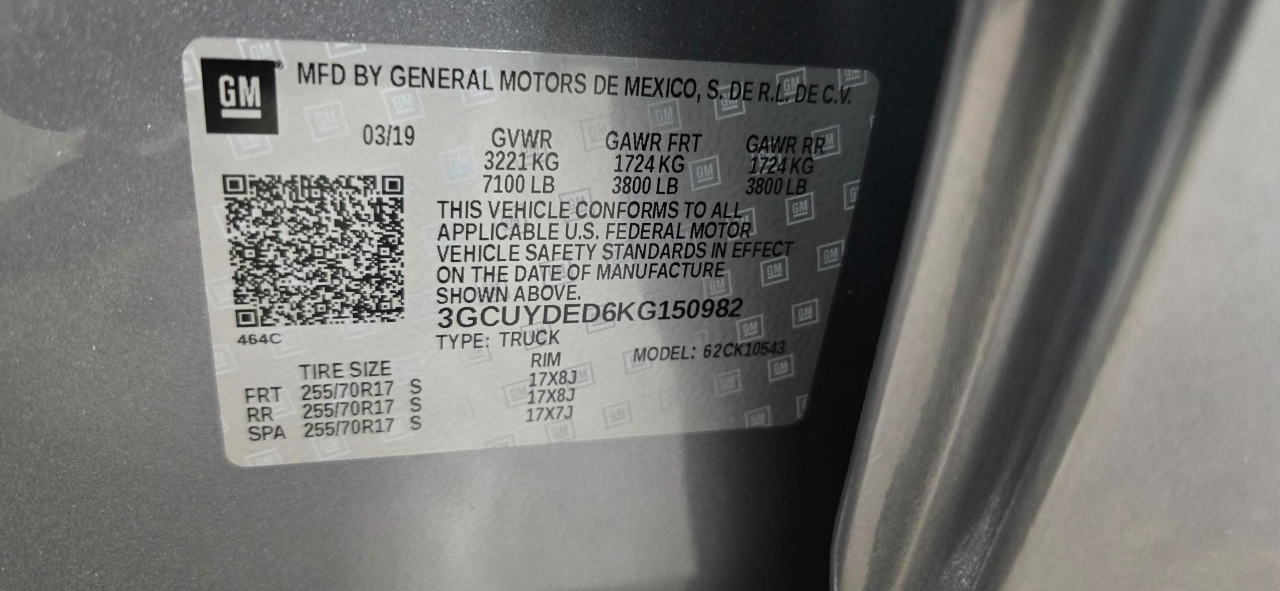 GM MFD BY GENERAL MOTORS DE MEXICO, S. DE R.L. DE C.V.
03/19 GVWR GAWR FRT GAWR RR
3221 KG 1724 KG 1724 KG
7100 LB 3800 LB 3800 LB
THIS VEHICLE CONFORMS TO ALL
APPLICABLE U.S. FEDERAL MOTOR
VEHICLE SAFETY STANDARDS IN EFFECT
ON THE DATE OF MANUFACTURE
SHOWN ABOVE.
3GCUYDED6KG150982
464C
TYPE: TRUCK MODEL: 62CK10543
TIRE SIZE RIM
FRT 255/70R17 S 17X8J
RR 255/70R17 S 17X8J
SPA 255/70R17 S 17X7J